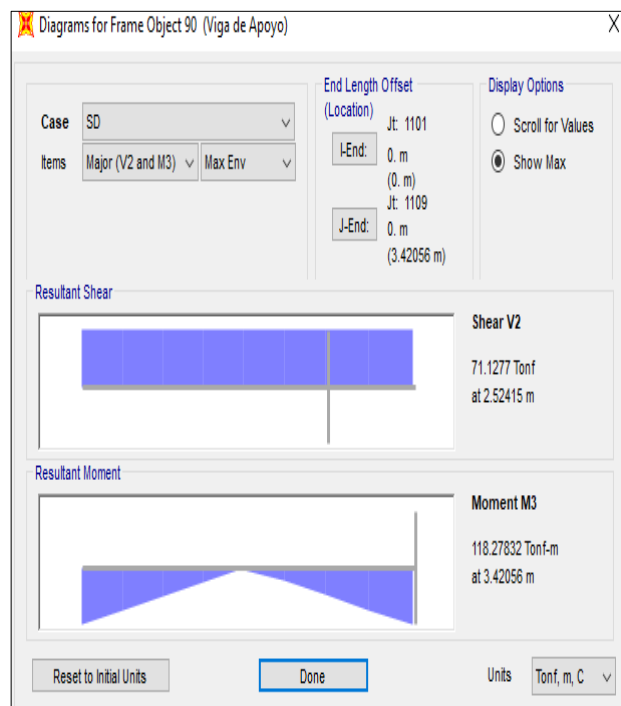 Diagrams for Frame Object 90 (Viga de Apoyo)
X
Case
SD
Items
Major (V2 and M3)
Max Env
End Length Offset
(Location)
I-End:
Jt: 1101
0. m
(0. m)
J-End:
Jt: 1109
0. m
(3.42056 m)
Display Options
Scroll for Values
Show Max
Resultant Shear
Shear V2
71.1277 Tonf
at 2.52415 m
Resultant Moment
Moment M3
118.27832 Tonf-m
at 3.42056 m
Reset to Initial Units
Done
Units
Tonf, m, C